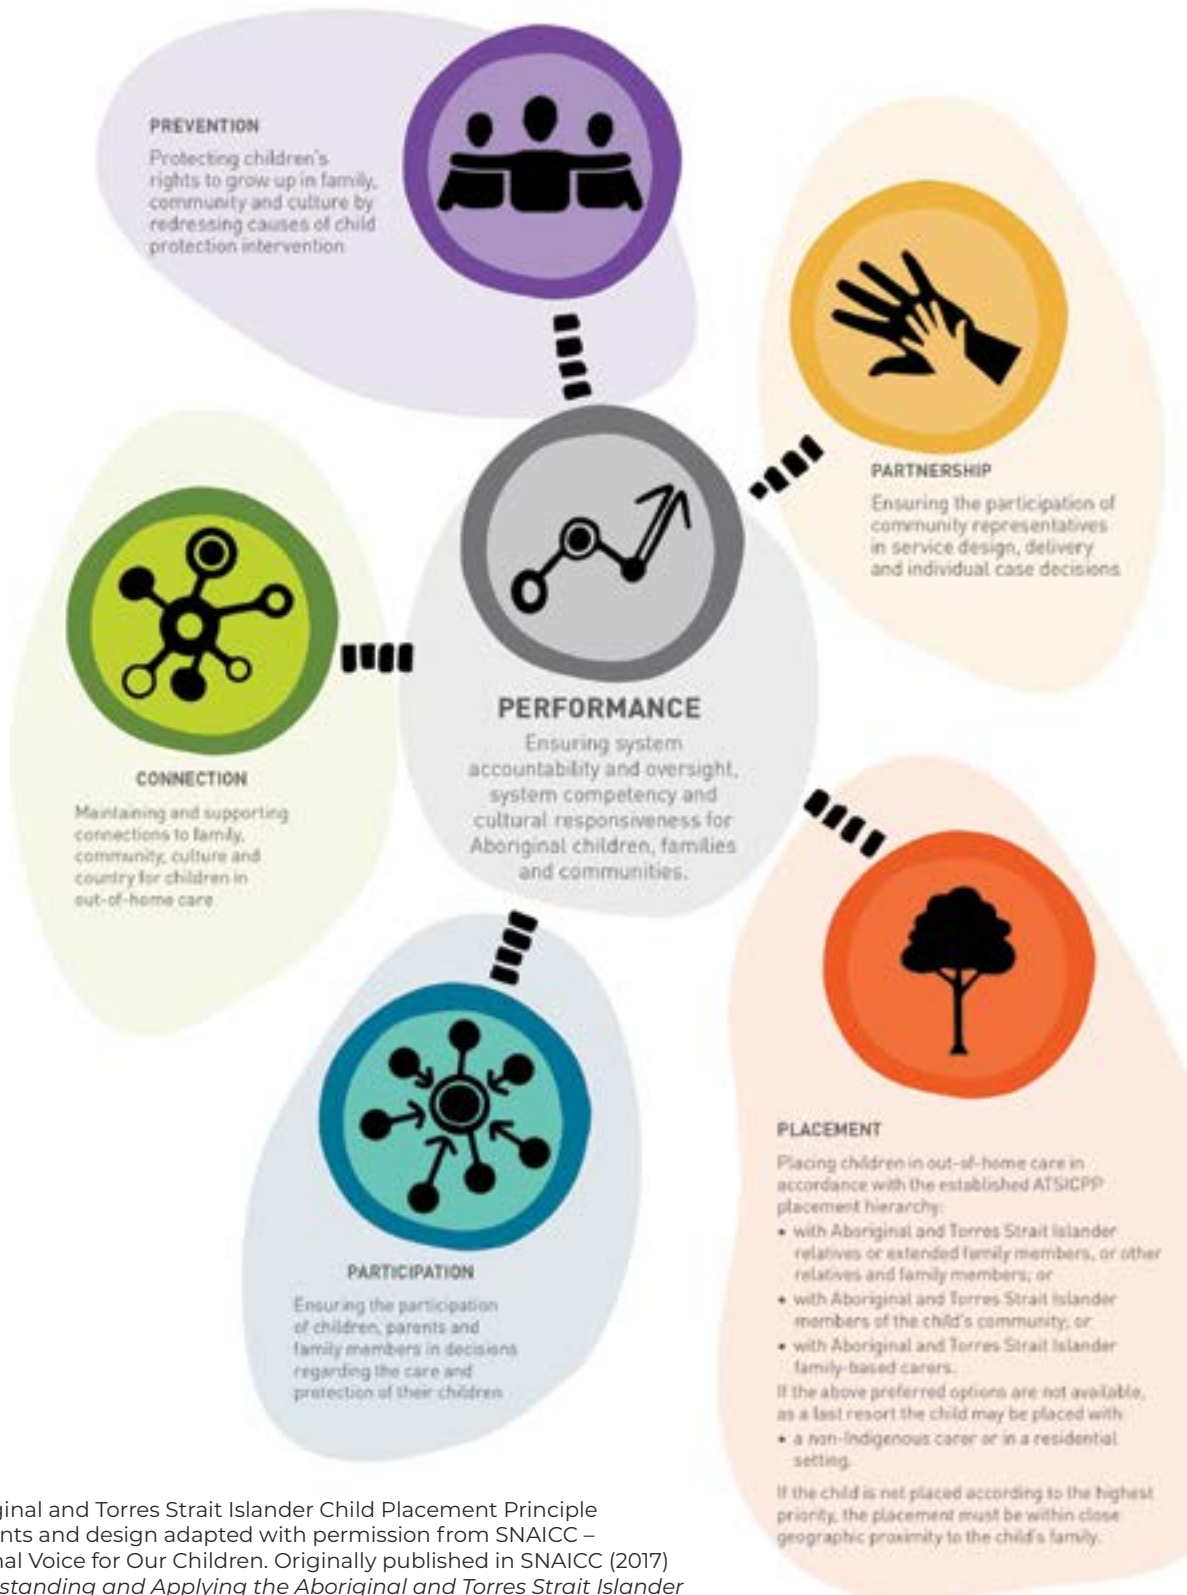 PREVENTION
Protecting children's
rights to grow up in family,
community and culture by
redressing causes of child
protection intervention
PARTNERSHIP
Ensuring the participation of
community representatives
in service design, delivery
and individual case decisions
PERFORMANCE
Ensuring system
accountability and oversight,
system competency and
cultural responsiveness for
Aboriginal children, families
and communities.
CONNECTION
Maintaining and supporting
connections to family,
community, culture and
country for children in
out-of-home care
PARTICIPATION
Ensuring the participation
of children, parents and
family members in decisions
regarding the care and
protection of their children
PLACEMENT
Placing children in out-of-home care in
accordance with the established ATSICPP
placement hierarchy:
• with Aboriginal and Torres Strait Islander
relatives or extended family members, or other
relatives and family members; or
• with Aboriginal and Torres Strait Islander
members of the child's community; or
• with Aboriginal and Torres Strait Islander
family-based carers.
If the above preferred options are not available,
as a last resort the child may be placed with
• a non-Indigenous carer or in a residential
setting.
If the child is not placed according to the highest
priority, the placement must be within close
geographic proximity to the child's family.
ginal and Torres Strait Islander Child Placement Principle
nts and design adapted with permission from SNAICC –
nal Voice for Our Children. Originally published in SNAICC (2017)
standing and Applying the Aboriginal and Torres Strait Islander